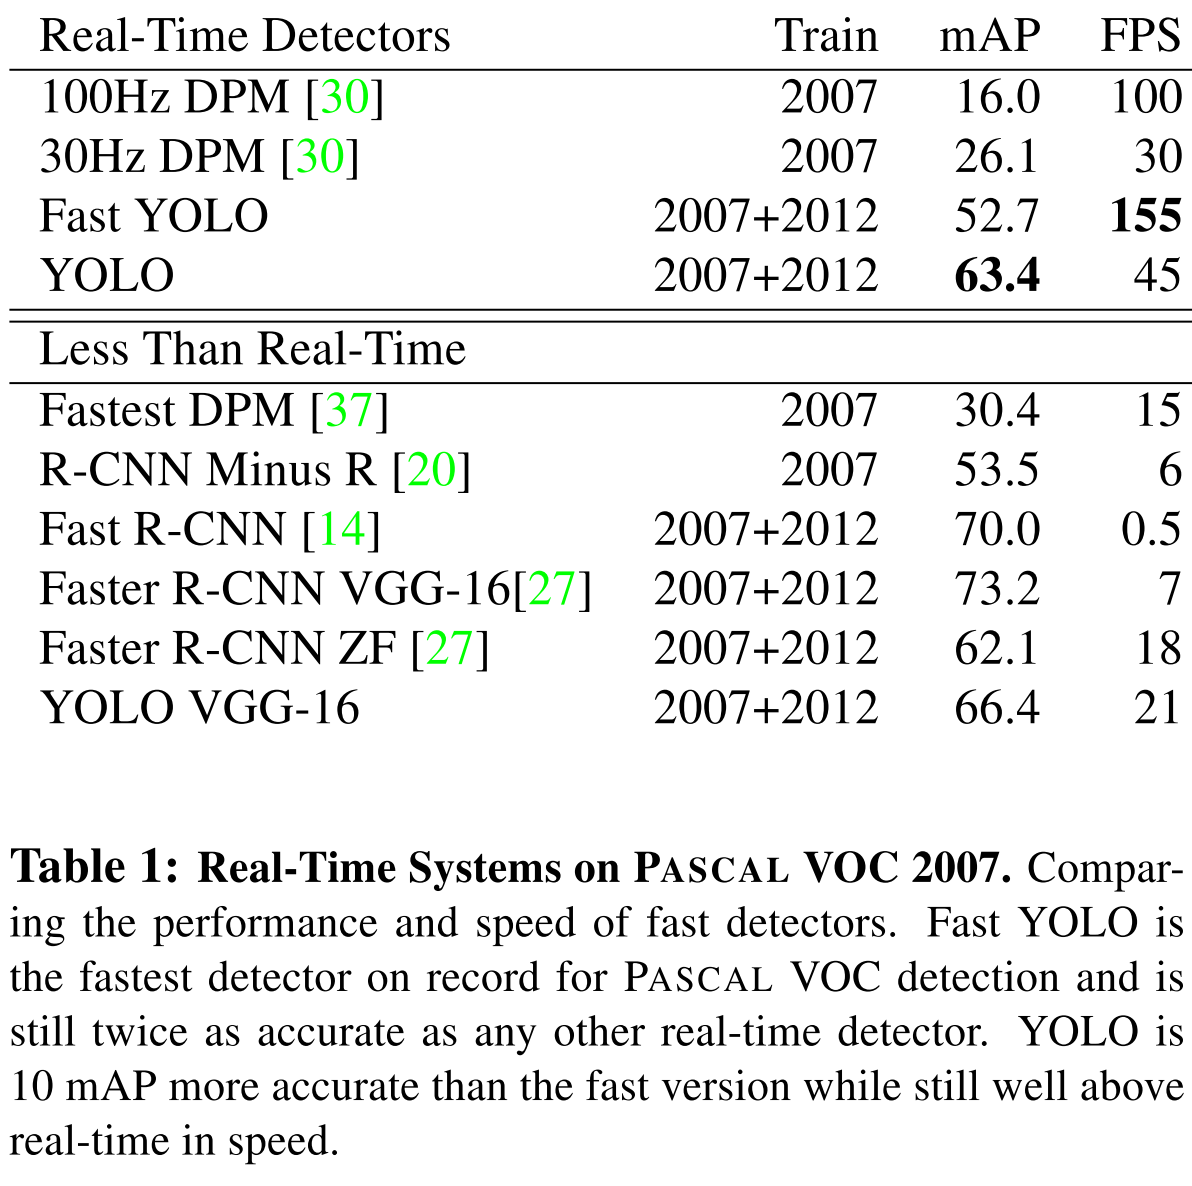 Real-Time Detectors Train mAP FPS
100Hz DPM [30] 2007 16.0 100
30Hz DPM [30] 2007 26.1 30
Fast YOLO 2007+2012 52.7 155
YOLO 2007+2012 63.4 45
Less Than Real-Time
Fastest DPM [37] 2007 30.4 15
R-CNN Minus R [20] 2007 53.5 6
Fast R-CNN [14] 2007+2012 70.0 0.5
Faster R-CNN VGG-16[27] 2007+2012 73.2 7
Faster R-CNN ZF [27] 2007+2012 62.1 18
YOLO VGG-16 2007+2012 66.4 21
Table 1: Real-Time Systems on PASCAL VOC 2007. Compar-
ing the performance and speed of fast detectors. Fast YOLO is
the fastest detector on record for PASCAL VOC detection and is
still twice as accurate as any other real-time detector. YOLO is
10 mAP more accurate than the fast version while still well above
real-time in speed.